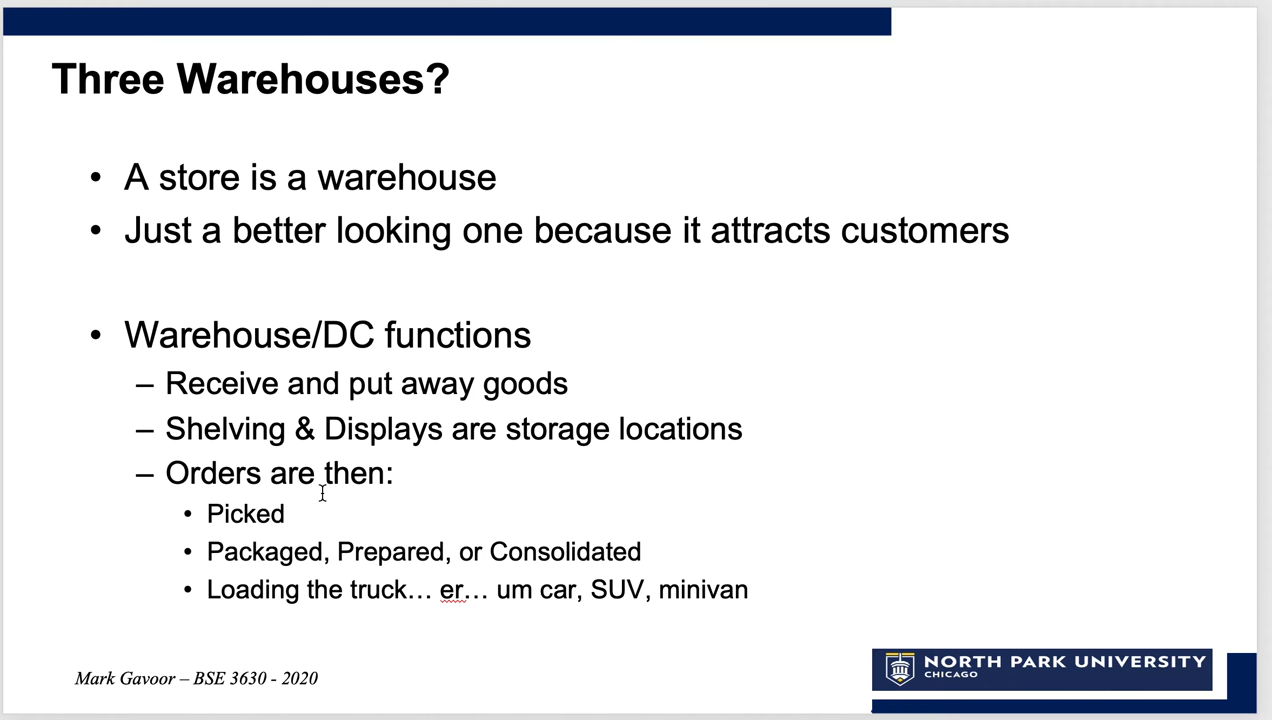 Three Warehouses?
• A store is a warehouse
• Just a better looking one because it attracts customers
• Warehouse/DC functions
– Receive and put away goods
– Shelving & Displays are storage locations
– Orders are then:
• Picked
• Packaged, Prepared, or Consolidated
• Loading the truck… er… um car, SUV, minivan
Mark Gavoor – BSE 3630 - 2020
NORTH PARK UNIVERSITY
CHICAGO